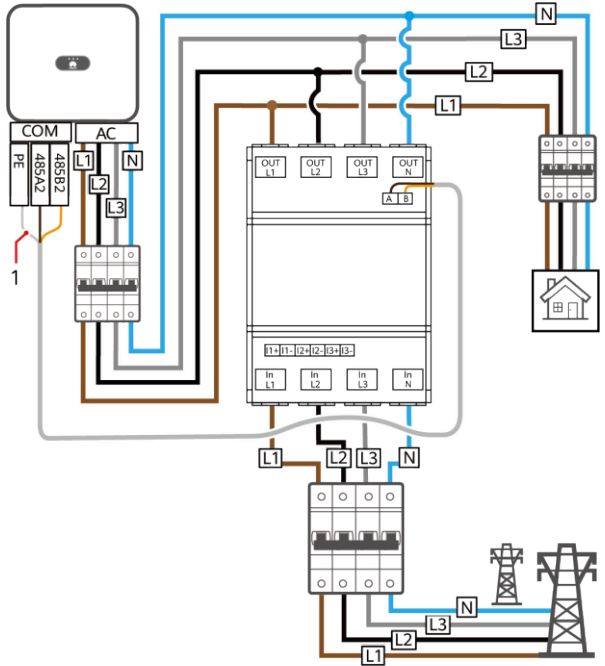 N
L3
L2
L1
COM AC
PE 485A2 485B2
L1 N
L2
L3
1
OUT L1
OUT L2
OUT L3
OUT N
A B
I1+ I1- I2+ I2- I3+ I3-
In L1
In L2
In L3
In N
L1 L2 L3 N
N
L3
L2
L1